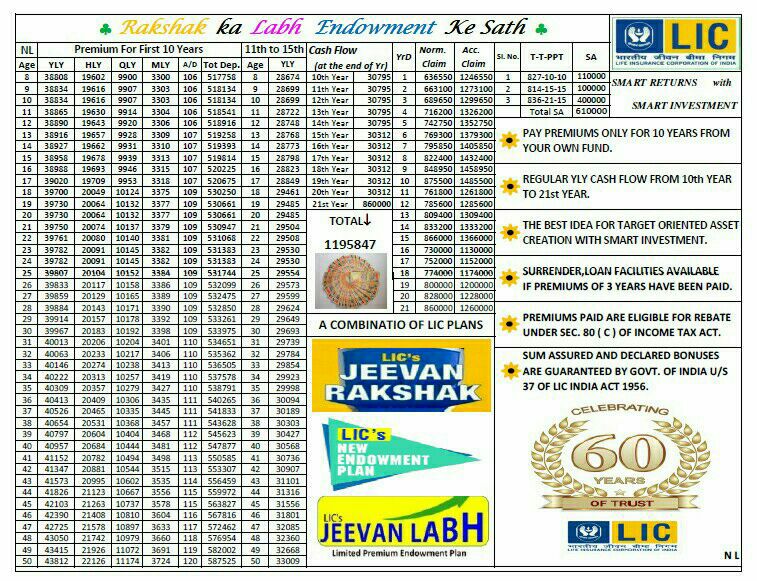 Rakshak ka Labh Endowment Ke Sath
NL Premium For First 10 Years 11th to 15th
Age YLY HLY QLY MLY A/D Tot Dep. Age YLY
8 38808 19602 9900 3300 106 517758 8 28674
9 38834 19616 9907 3303 106 518134 9 28699
10 38834 19616 9907 3303 106 518134 10 28699
11 38865 19630 9914 3304 106 518541 11 28722
12 38890 19643 9920 3306 106 518916 12 28748
13 38916 19657 9928 3309 107 519258 13 28768
14 38927 19662 9931 3310 107 519393 14 28773
15 38958 19678 9939 3313 107 519814 15 28798
16 38988 19693 9946 3315 107 520225 16 28823
17 39020 19709 9953 3318 107 520675 17 28849
18 39700 20049 10124 3375 109 530250 18 29461
19 39730 20064 10132 3377 109 530661 19 29485
20 39730 20064 10132 3377 109 530661 20 29485
21 39750 20074 10137 3379 109 530947 21 29504
22 39761 20080 10140 3381 109 531068 22 29508
23 39782 20091 10145 3382 109 531383 23 29530
24 39782 20091 10145 3382 109 531383 24 29530
25 39807 20104 10152 3384 109 531744 25 29554
26 39833 20117 10158 3386 109 532099 26 29573
27 39859 20129 10165 3389 109 532475 27 29599
28 39884 20143 10171 3390 109 532850 28 29624
29 39914 20157 10178 3392 109 533261 29 29649
30 39967 20183 10192 3398 109 533975 30 29693
31 40013 20206 10204 3401 110 534651 31 29739
32 40063 20233 10217 3406 110 535362 32 29784
33 40146 20274 10238 3413 110 536505 33 29854
34 40222 20313 10257 3419 110 537578 34 29923
35 40309 20357 10279 3427 110 538791 35 29998
36 40413 20409 10306 3435 111 540265 36 30094
37 40526 20465 10335 3445 111 541833 37 30189
38 40654 20531 10368 3457 111 543628 38 30303
39 40797 20604 10404 3468 112 545623 39 30427
40 40957 20684 10444 3481 112 547877 40 30568
41 41152 20782 10494 3498 113 550585 41 30736
42 41347 20881 10544 3515 113 553402 42 30907
43 41573 20995 10602 3535 114 556459 43 31101
44 41826 21123 10667 3556 115 559972 44 31316
45 42103 21263 10737 3578 115 563827 45 31556
46 42390 21408 10810 3604 116 567816 46 31801
47 42725 21578 10897 3633 117 572462 47 32085
48 43050 21742 10979 3660 118 576954 48 32360
49 43415 21926 11072 3691 119 582002 49 32668
50 43812 22126 11174 3724 120 587525 50 33009
Cash Flow
(at the end of Yr)
10th Year 30795
11th Year 30795
12th Year 30795
13th Year 30795
14th Year 30795
15th Year 30795
16th Year 30312
17th Year 30312
18th Year 30312
19th Year 30312
20th Year 30312
21st Year 860000
TOTAL↓
1195847
YrD Norm. Claim Acc. Claim
1 636550 1246550
2 663100 1273100
3 689650 1299650
4 716200 1326200
5 742750 1352750
6 769300 1379300
7 795850 1405850
8 822400 1432400
9 848950 1458950
10 875500 1485500
11 761800 1261800
12 785600 1285600
13 809400 1309400
14 833200 1333200
15 866000 1366000
16 730000 1130000
17 752000 1152000
18 774000 1174000
19 800000 1200000
20 828000 1228000
21 860000 1260000
A COMBINATIO OF LIC PLANS
LIC's
JEEVAN
RAKSHAK
LIC's
NEW
ENDOWMENT
PLAN
LIC's
JEEVAN LABH
Limited Premium Endowment Plan
Sl. No. T-T-PPT SA
1 827-10-10 110000
2 814-15-15 100000
3 836-21-15 400000
Total SA 610000
LIC
भारतीय जीवन बीमा निगम
LIFE INSURANCE CORPORATION OF INDIA
SMART RETURNS with
SMART INVESTMENT
PAY PREMIUMS ONLY FOR 10 YEARS FROM
YOUR OWN FUND.
REGULAR YLY CASH FLOW FROM 10th YEAR
TO 21st YEAR.
THE BEST IDEA FOR TARGET ORIENTED ASSET
CREATION WITH SMART INVESTMENT.
SURRENDER,LOAN FACILITIES AVAILABLE
IF PREMIUMS OF 3 YEARS HAVE BEEN PAID.
PREMIUMS PAID ARE ELIGIBLE FOR REBATE
UNDER SEC. 80 ( C ) OF INCOME TAX ACT.
SUM ASSURED AND DECLARED BONUSES
ARE GUARANTEED BY GOVT. OF INDIA U/S
37 OF LIC INDIA ACT 1956.
CELEBRATING
60
YEARS
OF TRUST
LIC
भारतीय जीवन बीमा निगम
LIFE INSURANCE CORPORATION OF INDIA
N L